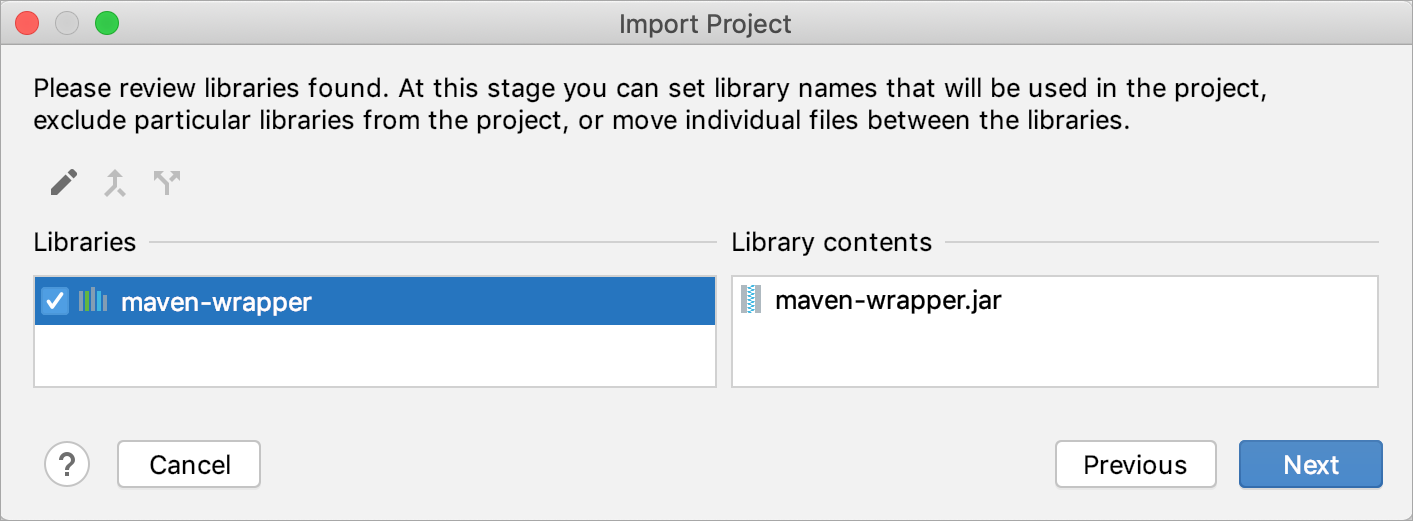 Import Project
Please review libraries found. At this stage you can set library names that will be used in the project,
exclude particular libraries from the project, or move individual files between the libraries.
Libraries
Library contents
maven-wrapper
maven-wrapper.jar
?
Cancel
Previous
Next